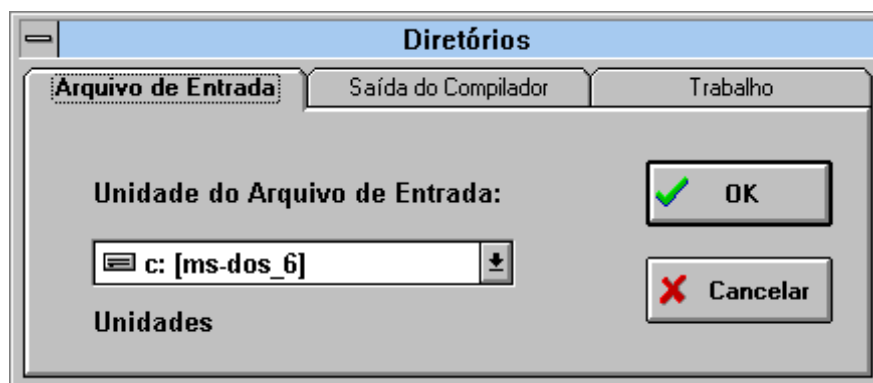 Diretórios
Arquivo de Entrada
Saída do Compilador
Trabalho
Unidade do Arquivo de Entrada:
OK
c: [ms-dos_6]
Cancelar
Unidades